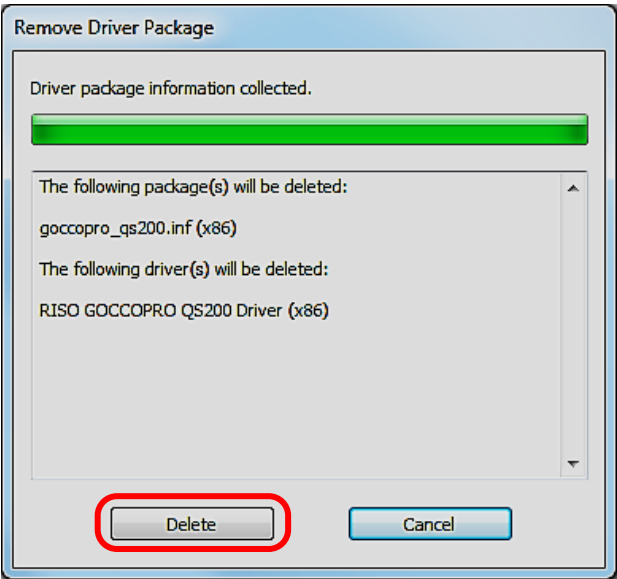 Remove Driver Package
Driver package information collected.
The following package(s) will be deleted:
goccopro_qs200.inf (x86)
The following driver(s) will be deleted:
RISO GOCCOPRO QS200 Driver (x86)
Delete
Cancel